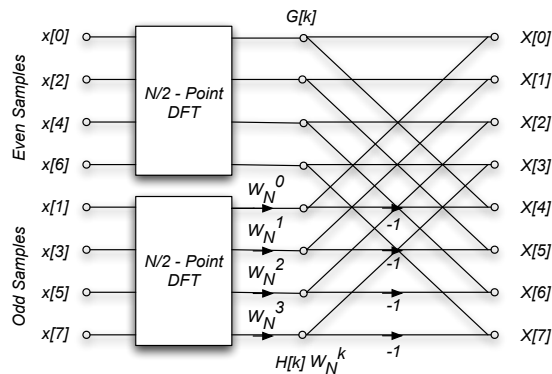 G[k]
x[0] X[0]
x[2] X[1]
N/2 - Point
DFT
x[4] X[2]
x[6] X[3]
Even Samples
W_N^0
x[1] -1 X[4]
W_N^1
x[3] -1 X[5]
N/2 - Point
DFT
W_N^2
x[5] -1 X[6]
W_N^3
x[7] -1 X[7]
Odd Samples
H[k] W_N^k